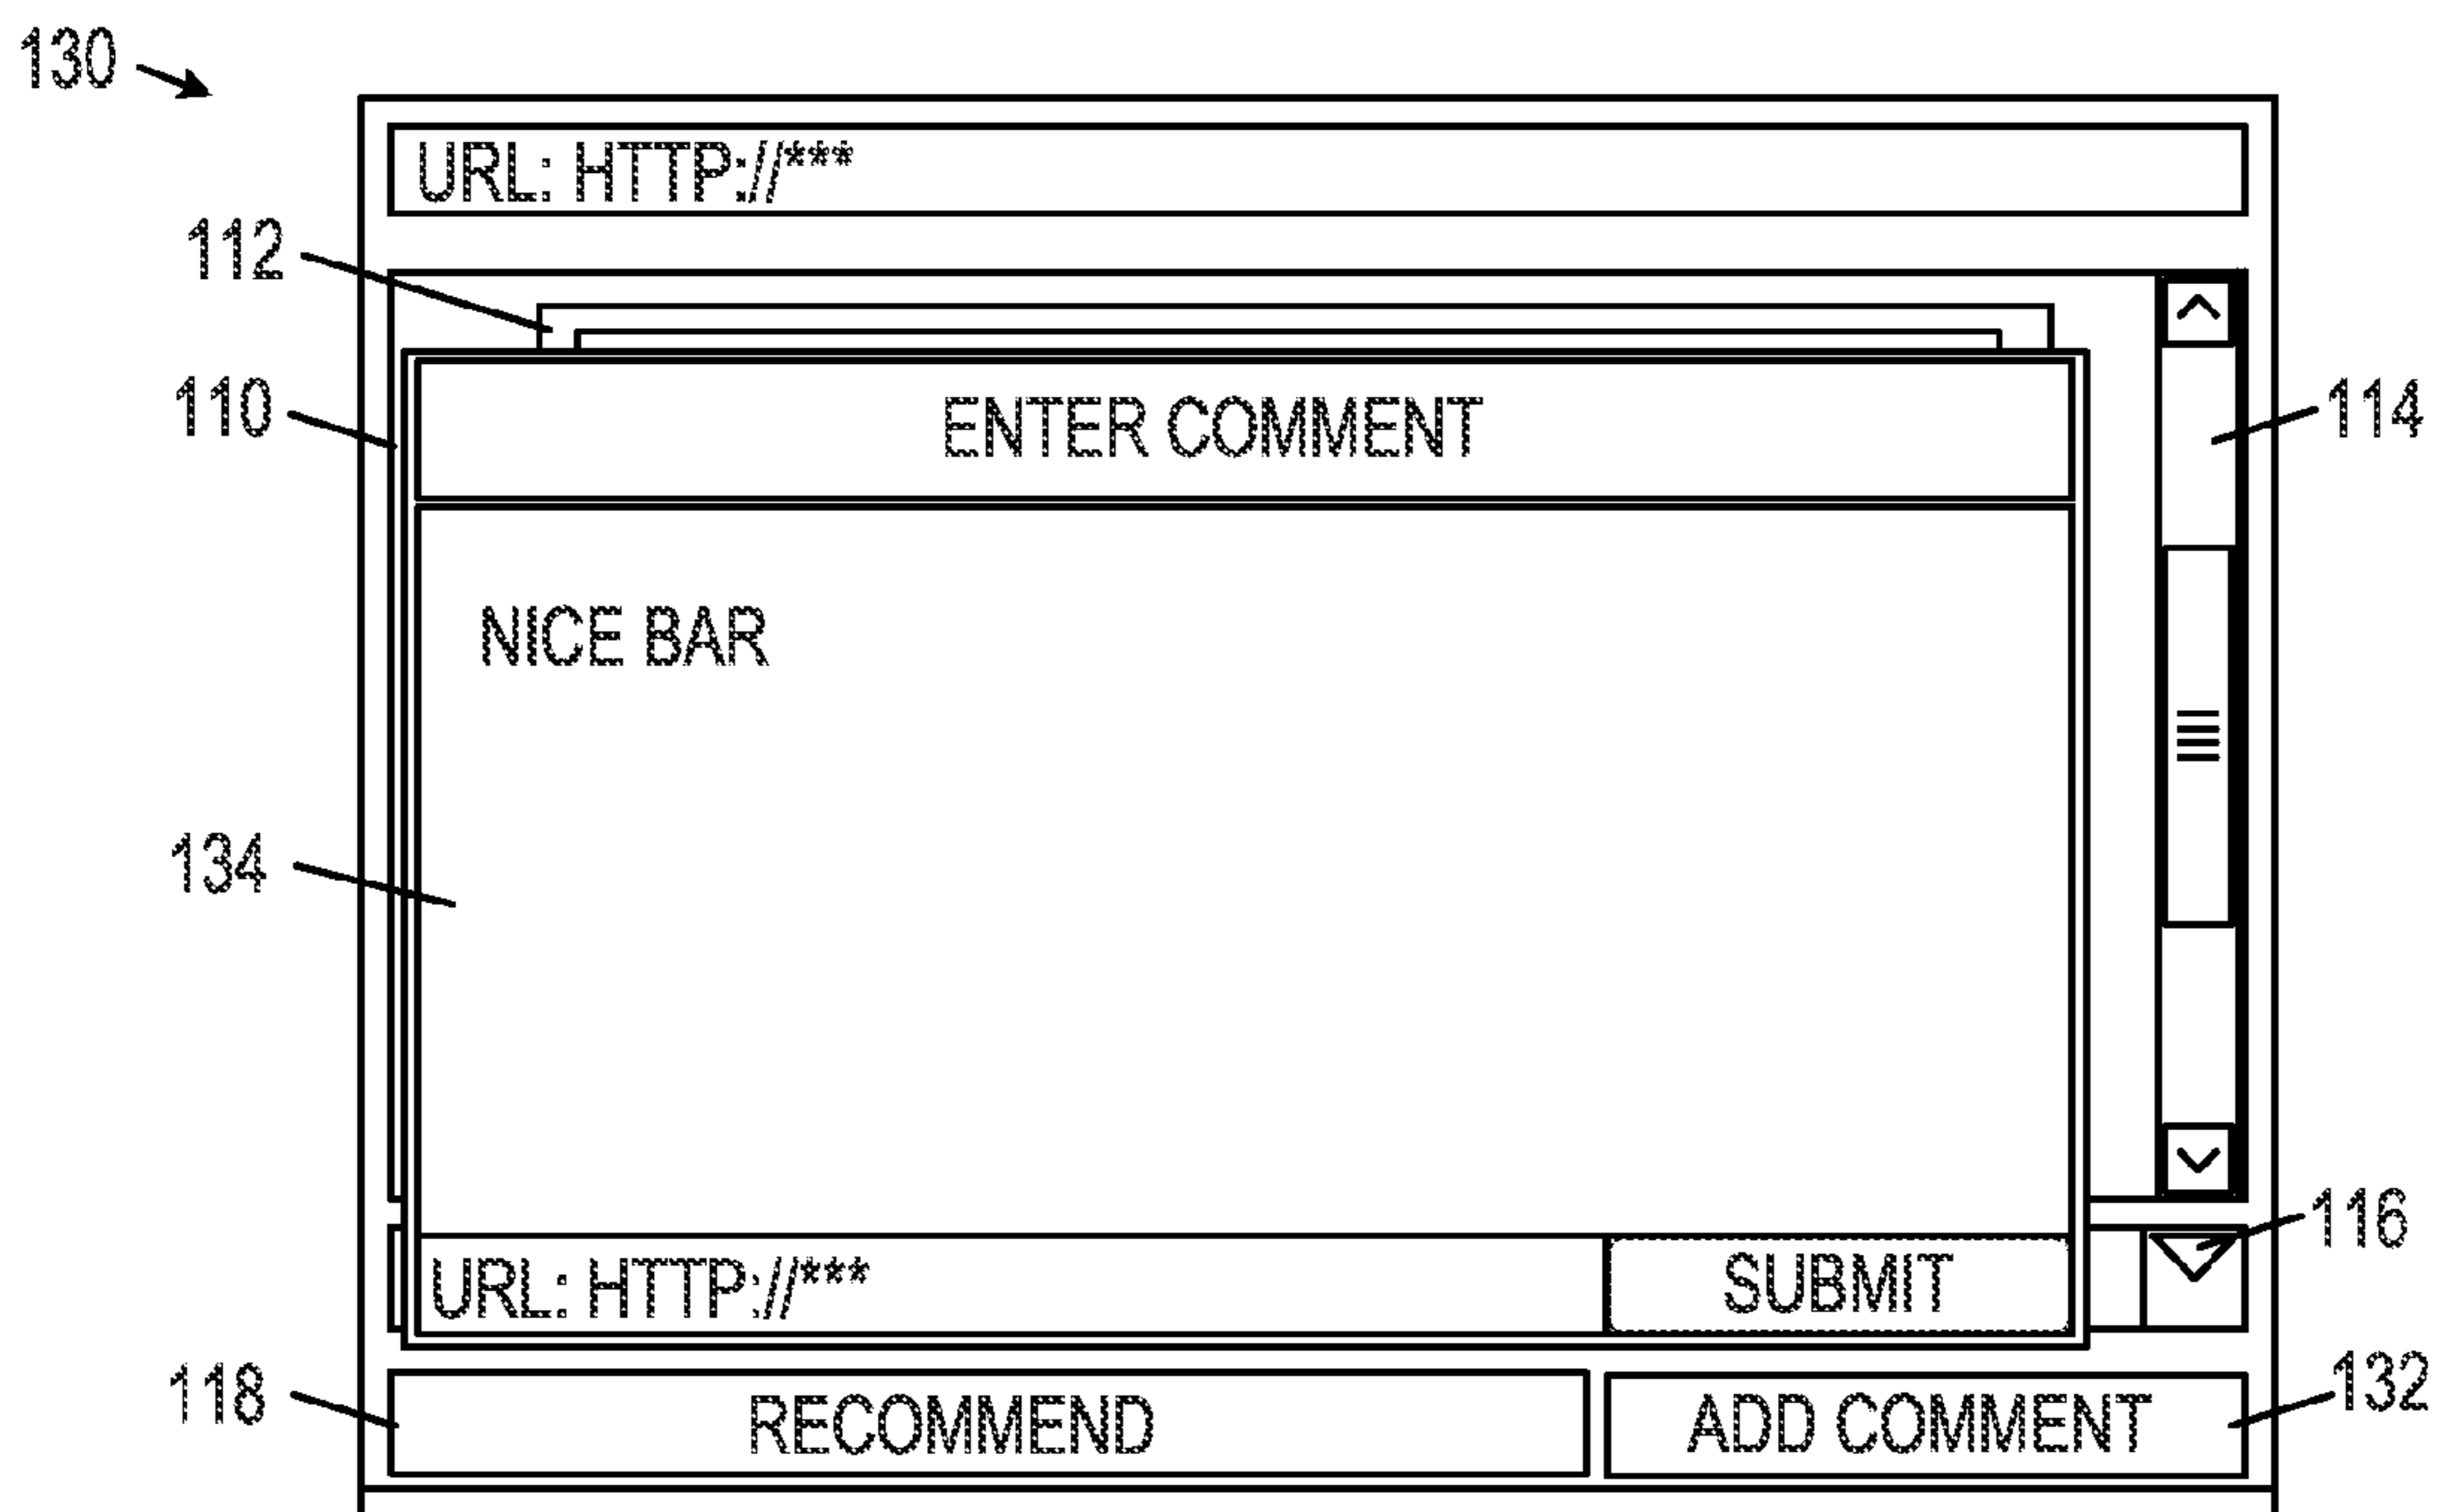 130
URL: HTTP://***
112
110
ENTER COMMENT
114
NICE BAR
134
116
URL: HTTP://***
SUBMIT
118
RECOMMEND
ADD COMMENT
132